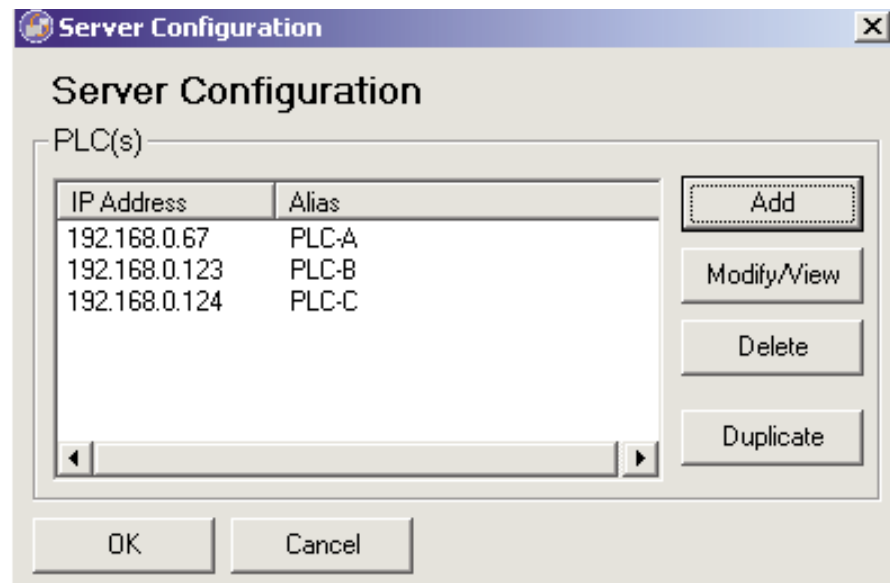 Server Configuration
Server Configuration
PLC(s)
IP Address Alias
192.168.0.67 PLC-A
192.168.0.123 PLC-B
192.168.0.124 PLC-C
Add
Modify/View
Delete
Duplicate
OK Cancel